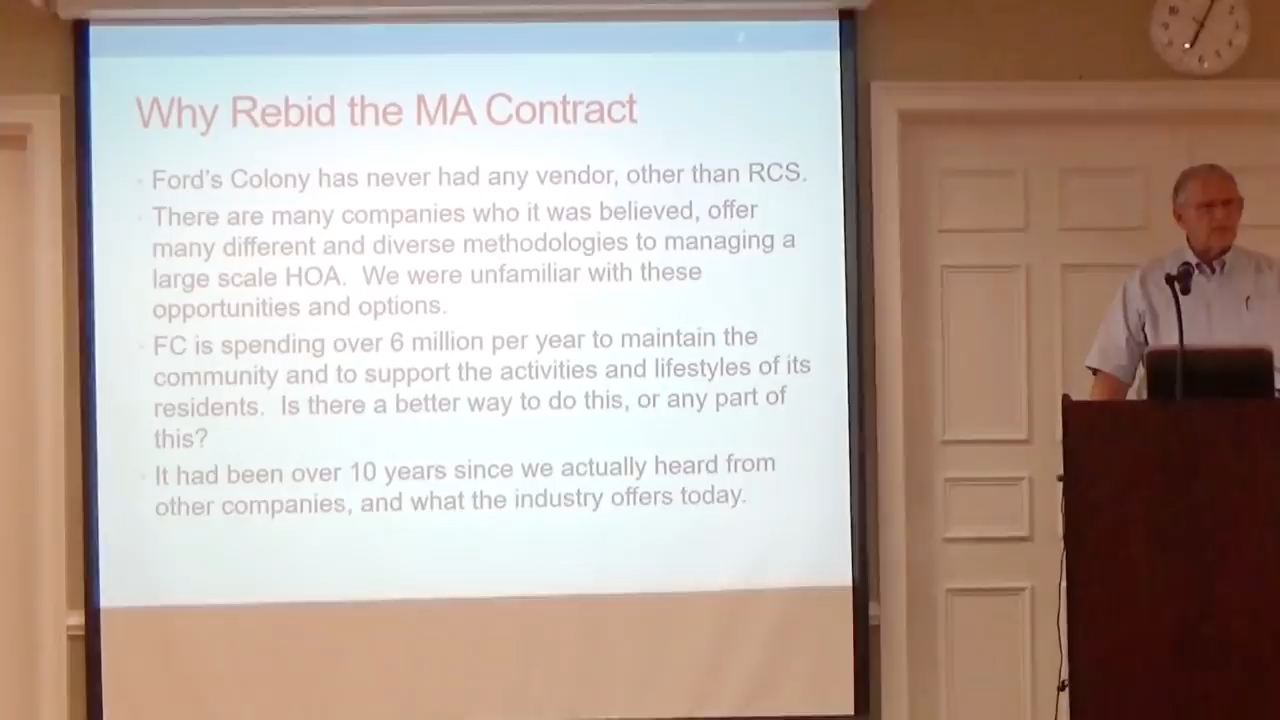 Why Rebid the MA Contract
Ford's Colony has never had any vendor, other than RCS.
There are many companies who it was believed, offer
many different and diverse methodologies to managing a
large scale HOA. We were unfamiliar with these
opportunities and options.
FC is spending over 6 million per year to maintain the
community and to support the activities and lifestyles of its
residents. Is there a better way to do this, or any part of
this?
It had been over 10 years since we actually heard from
other companies, and what the industry offers today.